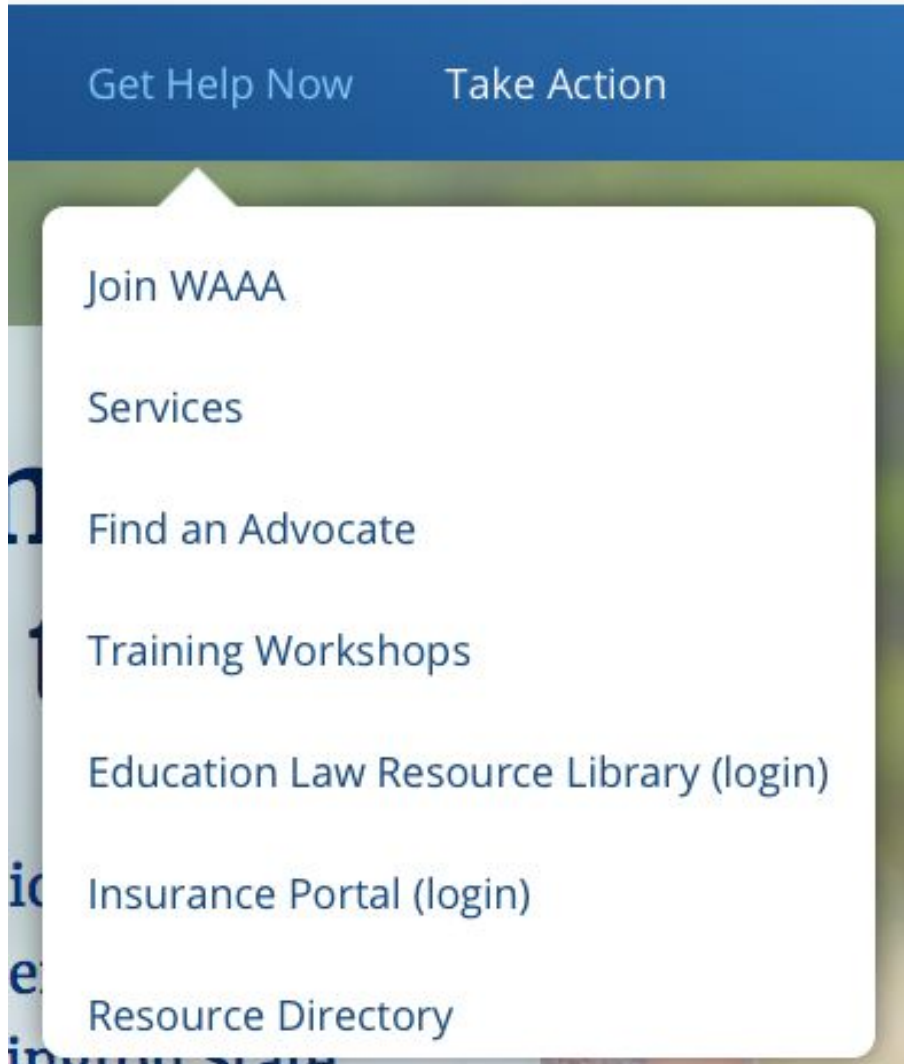 Get Help Now Take Action
Join WAAA
Services
Find an Advocate
Training Workshops
Education Law Resource Library (login)
Insurance Portal (login)
Resource Directory